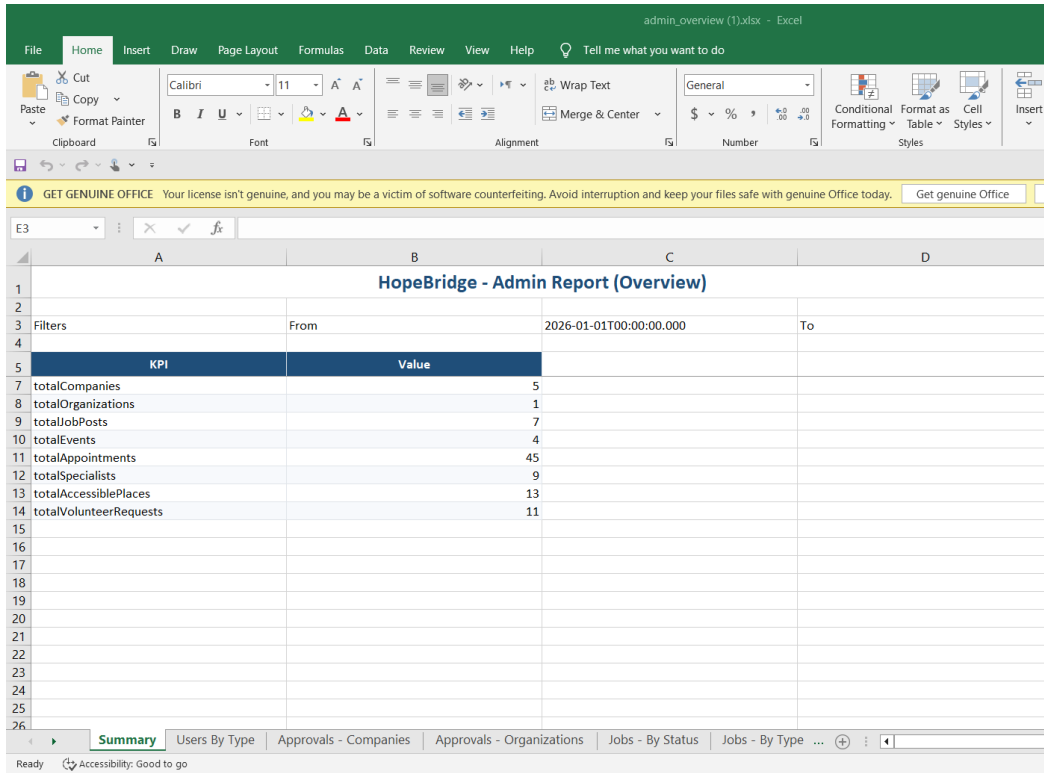 admin_overview (1).xlsx - Excel
File Home Insert Draw Page Layout Formulas Data Review View Help Tell me what you want to do
Paste
Cut
Copy
Format Painter
Clipboard
Calibri 11
B I U
Font
Wrap Text
Merge & Center
Alignment
General
$ % ,
Number
Conditional Formatting
Format as Table
Cell Styles
Styles
Insert
GET GENUINE OFFICE Your license isn't genuine, and you may be a victim of software counterfeiting. Avoid interruption and keep your files safe with genuine Office today. Get genuine Office
E3 fx
A B C D
1 HopeBridge - Admin Report (Overview)
2
3 Filters From 2026-01-01T00:00:00.000 To
4
5 KPI Value
7 totalCompanies 5
8 totalOrganizations 1
9 totalJobPosts 7
10 totalEvents 4
11 totalAppointments 45
12 totalSpecialists 9
13 totalAccessiblePlaces 13
14 totalVolunteerRequests 11
15
16
17
18
19
20
21
22
23
24
25
26
Summary Users By Type Approvals - Companies Approvals - Organizations Jobs - By Status Jobs - By Type ...
Ready Accessibility: Good to go